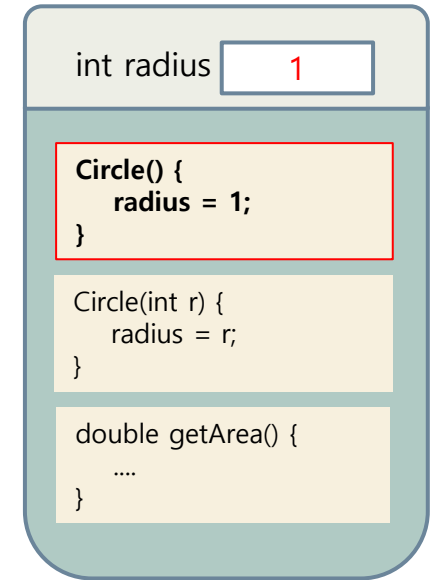 int radius 1
Circle() {
radius = 1;
}
Circle(int r) {
radius = r;
}
double getArea() {
....
}